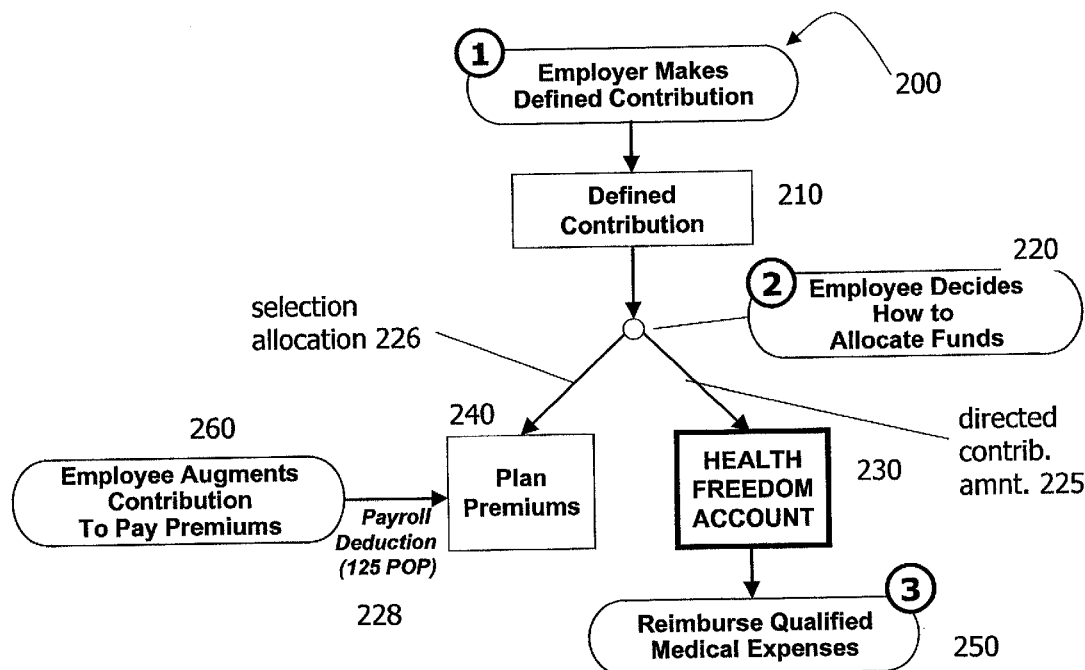 1
Employer Makes
Defined Contribution
200
Defined
Contribution
210
220
2
Employee Decides
How to
Allocate Funds
selection
allocation 226
240
Plan
Premiums
260
Employee Augments
Contribution
To Pay Premiums
Payroll
Deduction
(125 POP)
228
HEALTH
FREEDOM
ACCOUNT
230
directed
contrib.
amnt. 225
3
Reimburse Qualified
Medical Expenses
250